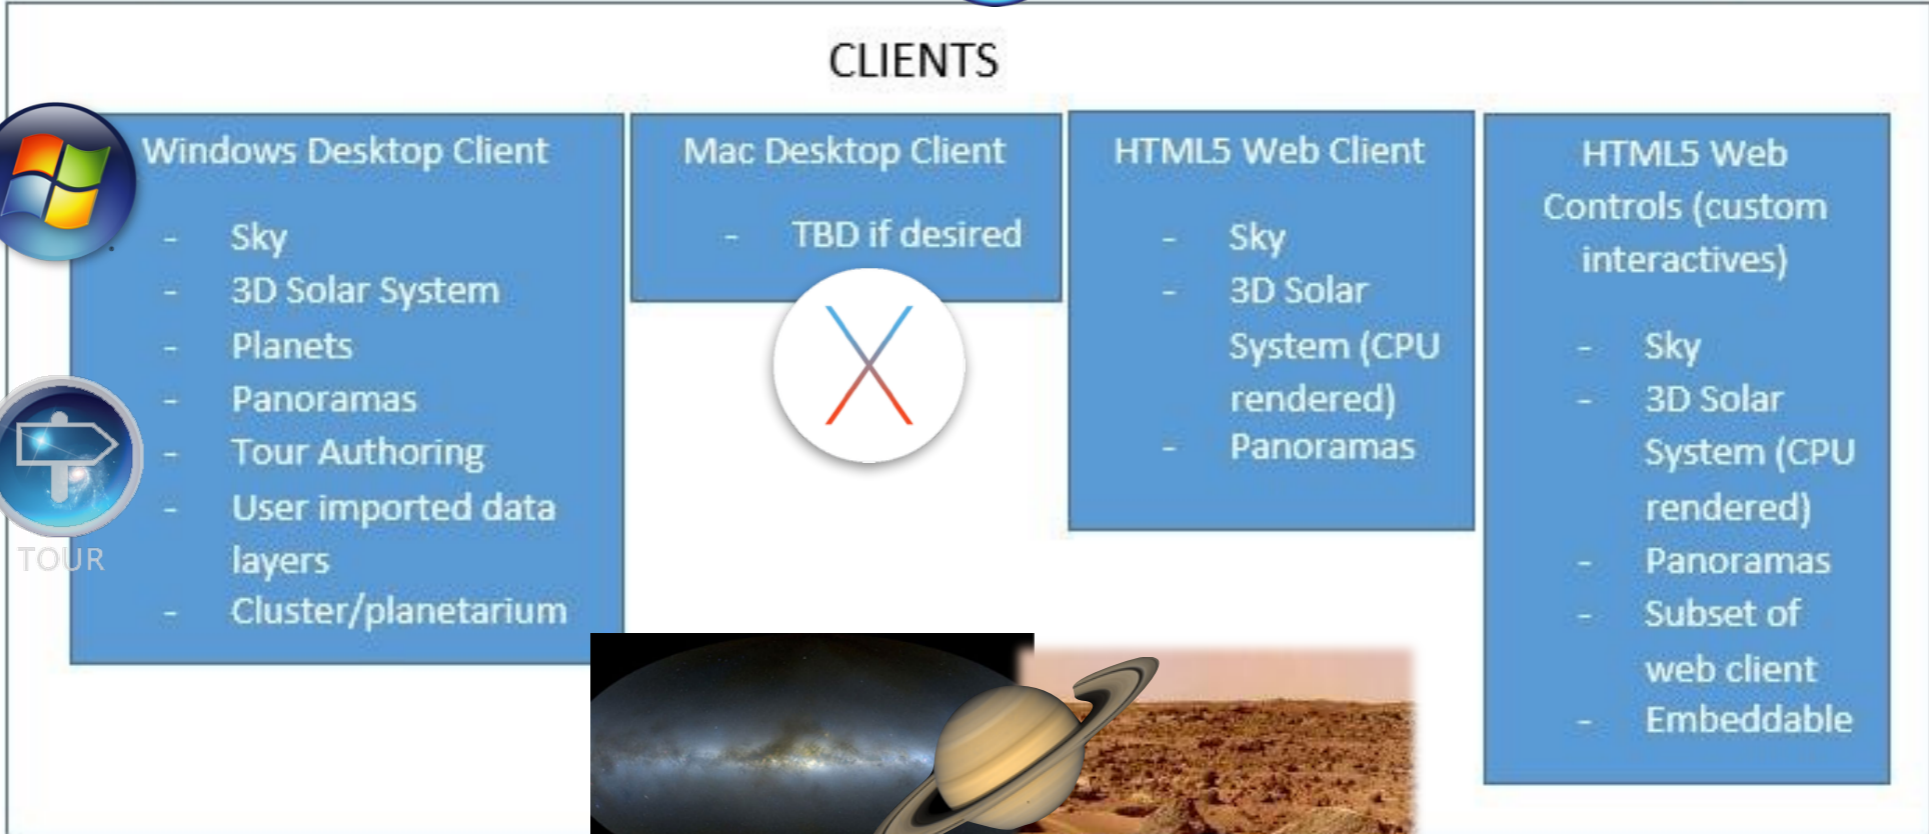 CLIENTS
Windows Desktop Client
- Sky
- 3D Solar System
- Planets
- Panoramas
- Tour Authoring
- User imported data
layers
- Cluster/planetarium
TOUR
Mac Desktop Client
- TBD if desired
HTML5 Web Client
- Sky
- 3D Solar
System (CPU
rendered)
- Panoramas
HTML5 Web
Controls (custom
interactives)
- Sky
- 3D Solar
System (CPU
rendered)
- Panoramas
- Subset of
web client
- Embeddable